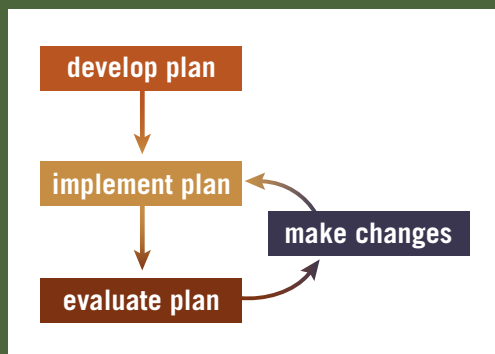 develop plan
implement plan
make changes
evaluate plan